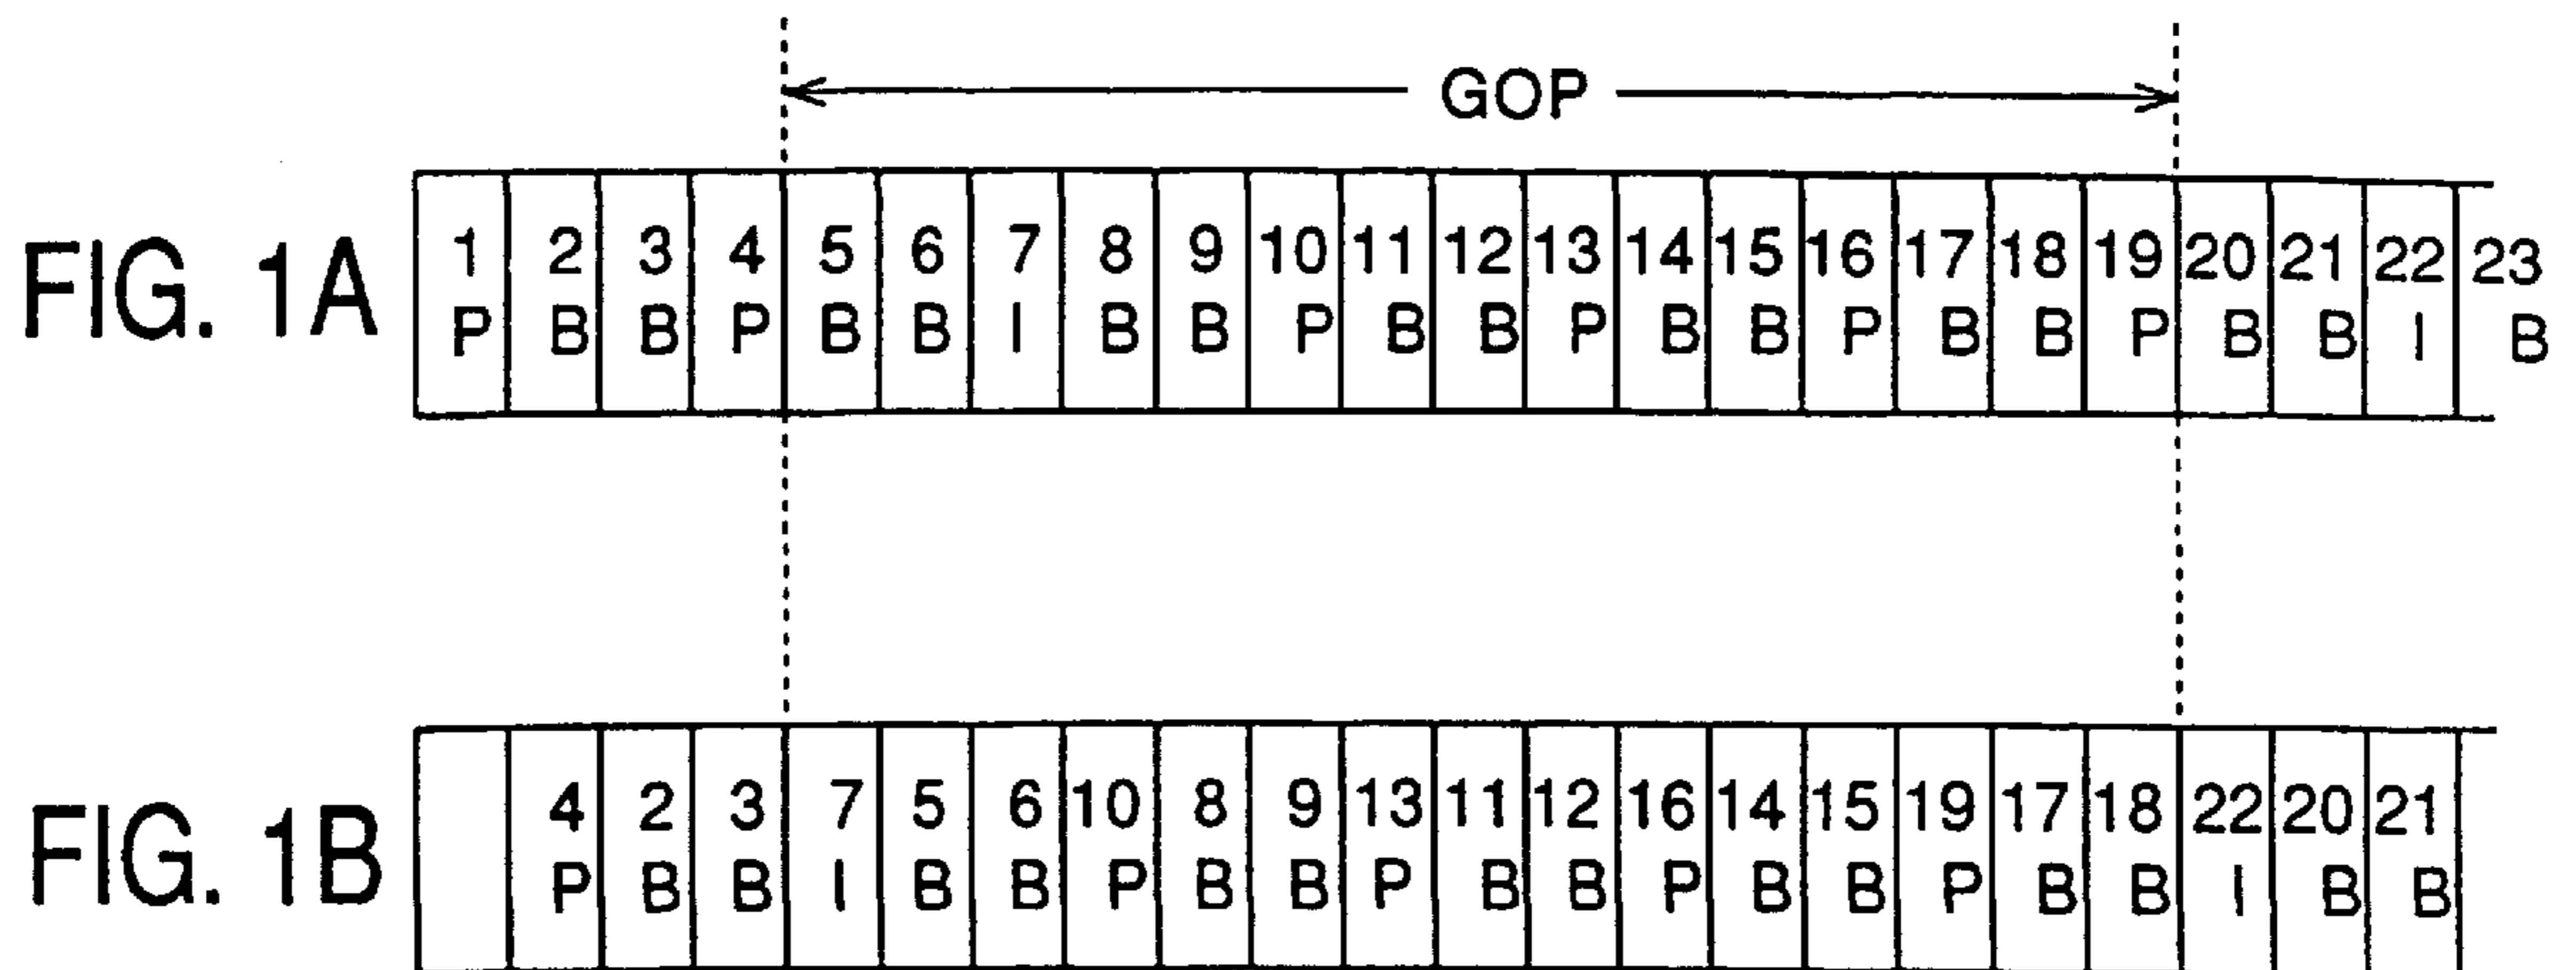 GOP
FIG. 1A
1 2 3 4 5 6 7 8 9 10 11 12 13 14 15 16 17 18 19 20 21 22 23
P B B P B B I B B P B B P B B P B B P B B I B
FIG. 1B
4 2 3 7 5 6 10 8 9 13 11 12 16 14 15 19 17 18 22 20 21
P B B I B B P B B P B B P B B P B B I B B